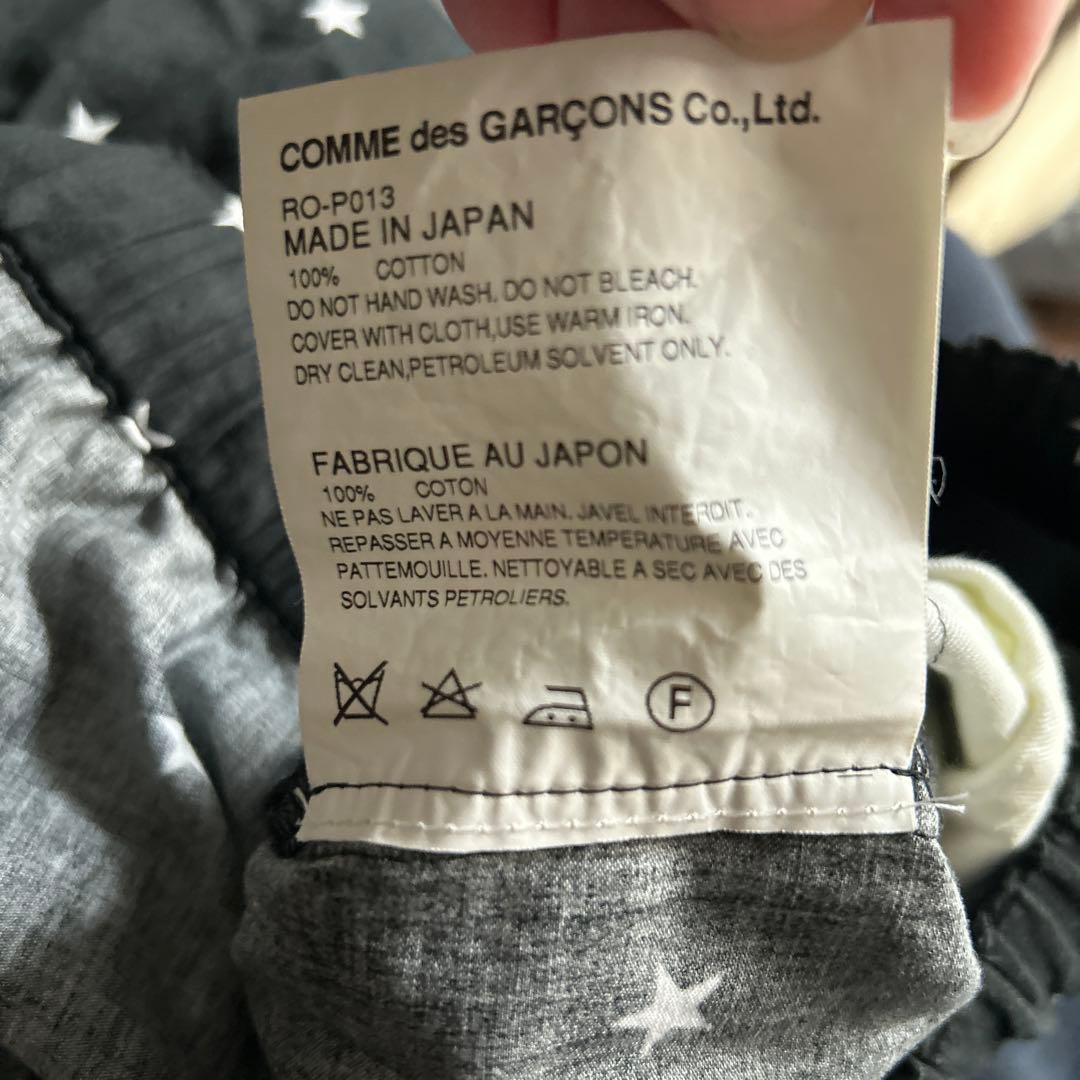 COMME des GARÇONS Co.,Ltd.
RO-P013
MADE IN JAPAN
100% COTTON
DO NOT HAND WASH. DO NOT BLEACH.
COVER WITH CLOTH,USE WARM IRON.
DRY CLEAN,PETROLEUM SOLVENT ONLY.
FABRIQUE AU JAPON
100% COTON
NE PAS LAVER A LA MAIN. JAVEL INTERDIT.
REPASSER A MOYENNE TEMPERATURE AVEC
PATTEMOUILLE. NETTOYABLE A SEC AVEC DES
SOLVANTS PETROLIERS.
F